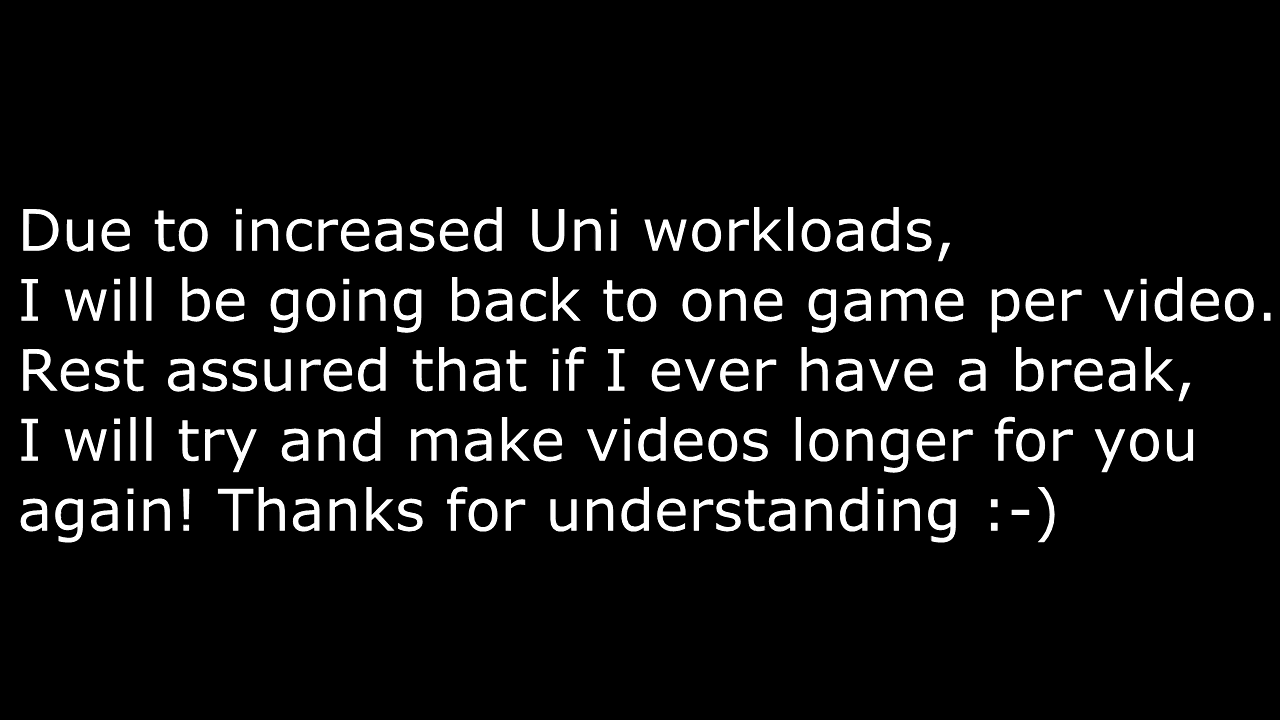 Due to increased Uni workloads,
I will be going back to one game per video.
Rest assured that if I ever have a break,
I will try and make videos longer for you
again! Thanks for understanding :-)